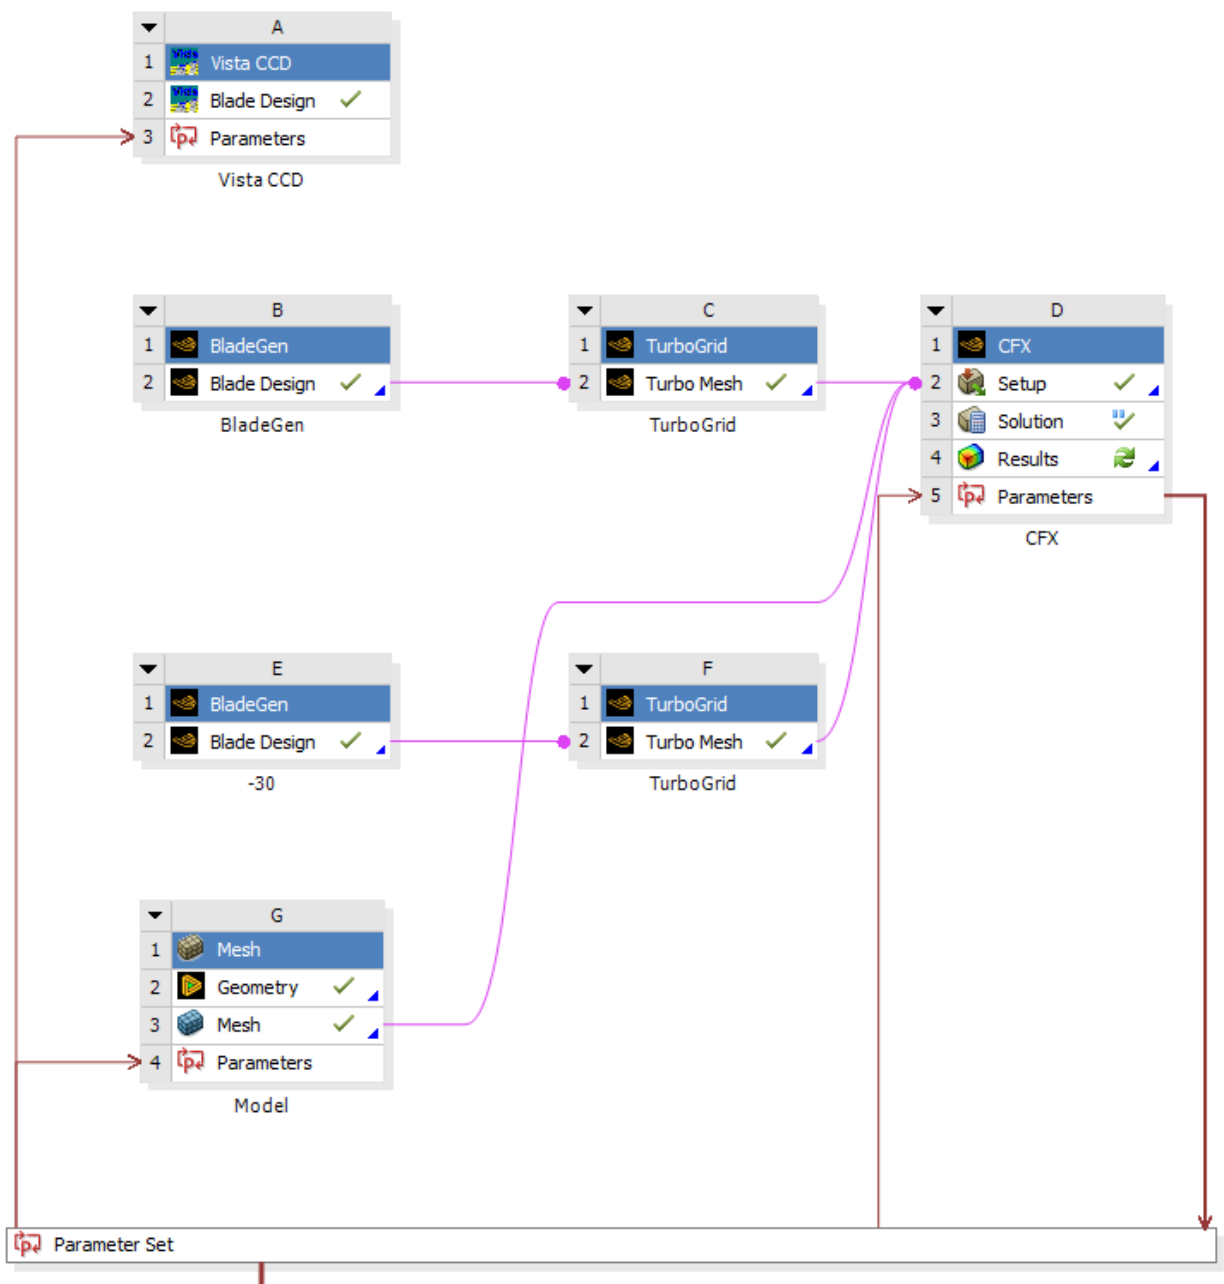 A
1 Vista CCD
2 Blade Design
3 Parameters
Vista CCD
B
1 BladeGen
2 Blade Design
BladeGen
C
1 TurboGrid
2 Turbo Mesh
TurboGrid
D
1 CFX
2 Setup
3 Solution
4 Results
5 Parameters
CFX
E
1 BladeGen
2 Blade Design
-30
F
1 TurboGrid
2 Turbo Mesh
TurboGrid
G
1 Mesh
2 Geometry
3 Mesh
4 Parameters
Model
Parameter Set